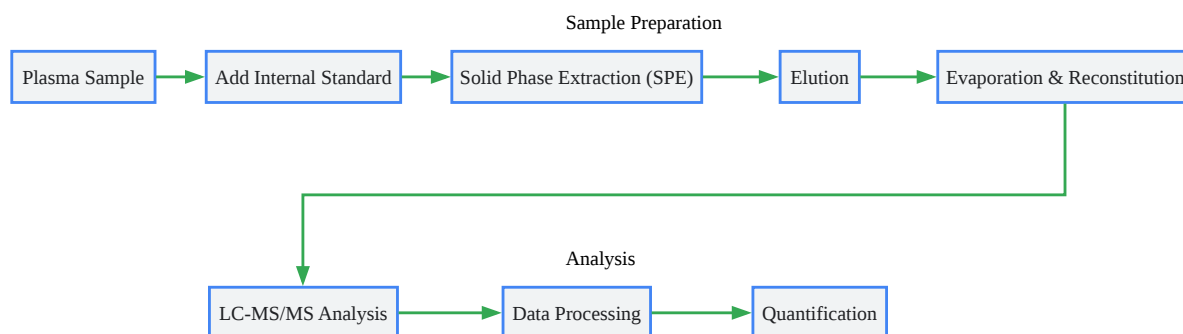 Sample Preparation
Plasma Sample
Add Internal Standard
Solid Phase Extraction (SPE)
Elution
Evaporation & Reconstitution
Analysis
LC-MS/MS Analysis
Data Processing
Quantification